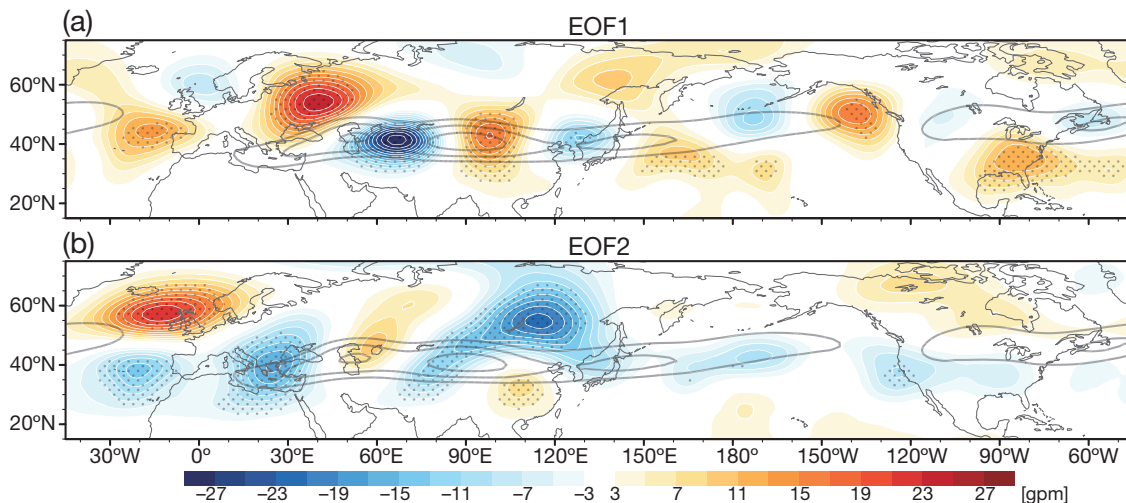 (a) EOF1
60ºN
40ºN
20ºN
(b) EOF2
60ºN
40ºN
20ºN
30ºW 0º 30ºE 60ºE 90ºE 120ºE 150ºE 180º 150ºW 120ºW 90ºW 60ºW
−27 −23 −19 −15 −11 −7 −3 3 7 11 15 19 23 27 [gpm]